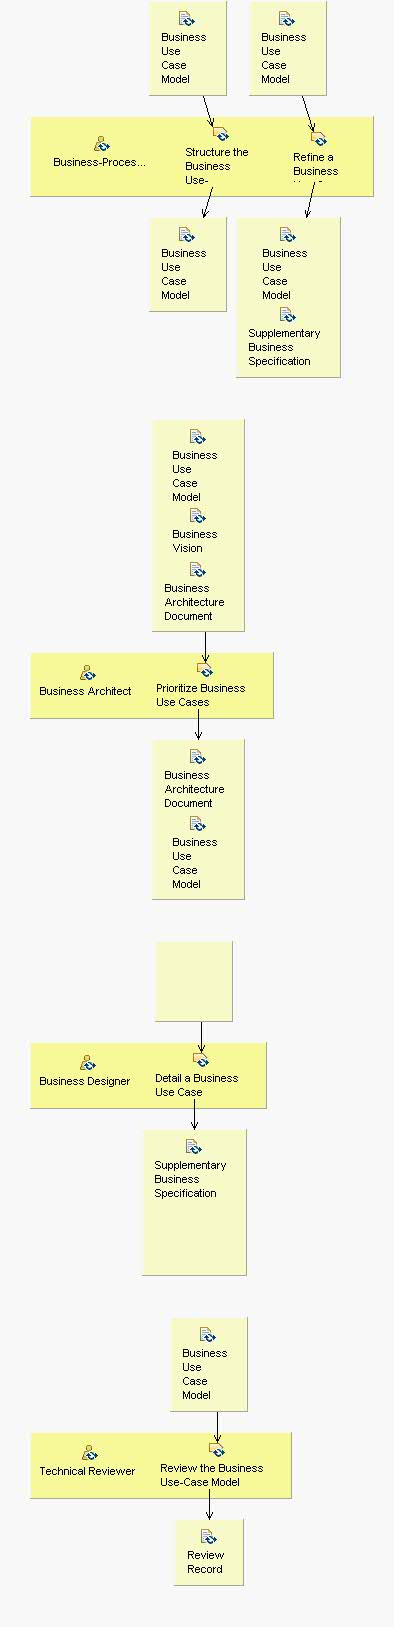 Business
Use
Case
Model
Business
Use
Case
Model
Business-Proces...
Structure the
Business
Use-
Refine a
Business
Business
Use
Case
Model
Business
Use
Case
Model
Supplementary
Business
Specification
Business
Use
Case
Model
Business
Vision
Business
Architecture
Document
Business Architect
Prioritize Business
Use Cases
Business
Architecture
Document
Business
Use
Case
Model
Business Designer
Detail a Business
Use Case
Supplementary
Business
Specification
Business
Use
Case
Model
Technical Reviewer
Review the Business
Use-Case Model
Review
Record